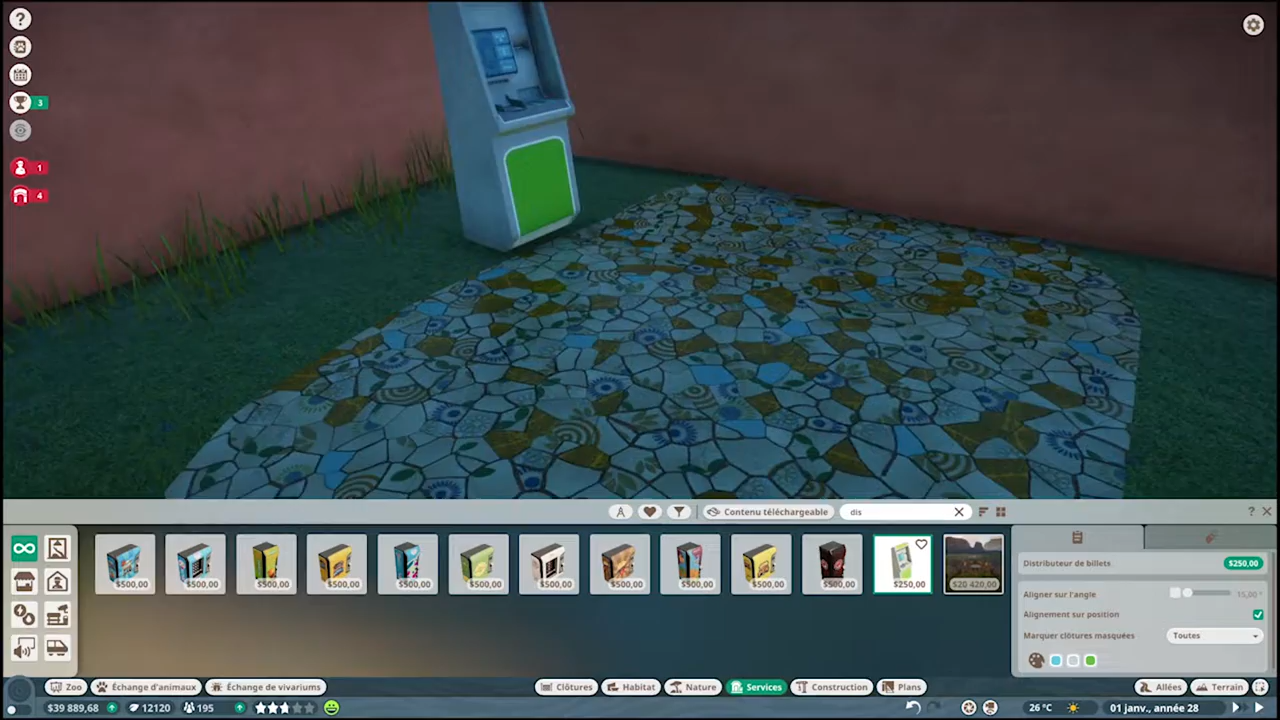 ?
3
1
4
Contenu téléchargeable
dis
?
$500,00
$500,00
$500,00
$500,00
$500,00
$500,00
$500,00
$500,00
$500,00
$500,00
$500,00
$250,00
$20 420,00
Distributeur de billets
$250,00
Aligner sur l'angle
15,00°
Alignement sur position
Marquer clôtures masquées
Toutes
Zoo
Échange d'animaux
Échange de vivariums
Clôtures
Habitat
Nature
Services
Construction
Plans
Allées
Terrain
$39 889,68
12120
195
26 °C
01 janv., année 28